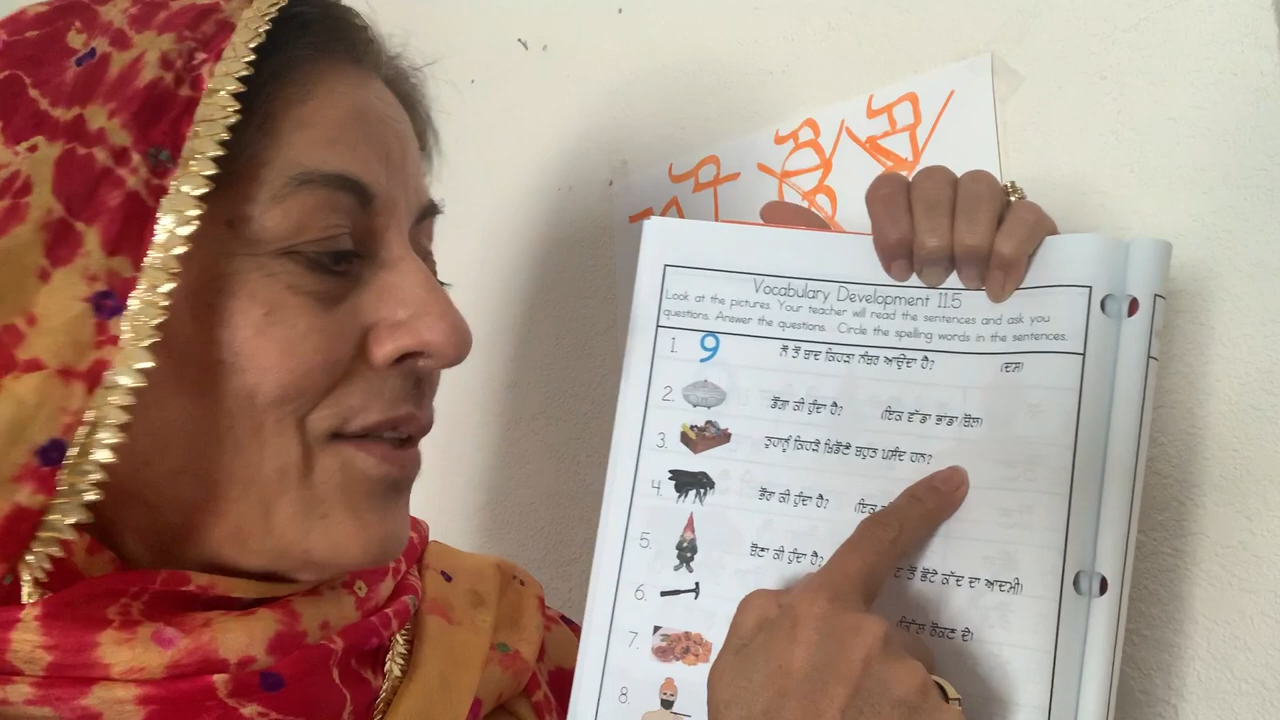 Vocabulary Development 11.5
Look at the pictures. Your teacher will read the sentences and ask you
questions. Answer the questions. Circle the spelling words in the sentences.
1. 9 ਨੌ ਤੋਂ ਬਾਦ ਕਿਹੜਾ ਨੰਬਰ ਆਉਂਦਾ ਹੈ? (ਦਸ)
2. ਡੌਂਗਾ ਕੀ ਹੁੰਦਾ ਹੈ? (ਇਕ ਵੱਡਾ ਭਾਂਡਾ/ਬੌਲ)
3. ਤੁਹਾਨੂੰ ਕਿਹੜੇ ਖਿਡੌਣੇ ਬਹੁਤ ਪਸੰਦ ਹਨ?
4. ਭੌਰਾ ਕੀ ਹੁੰਦਾ ਹੈ? (ਇਕ
5. ਬੌਣਾ ਕੀ ਹੁੰਦਾ ਹੈ? ਤੋਂ ਛੋਟੇ ਕੱਦ ਦਾ ਆਦਮੀ)
6. (ਕਿੱਲ ਠੋਕਣ ਦੇ)
7.
8.